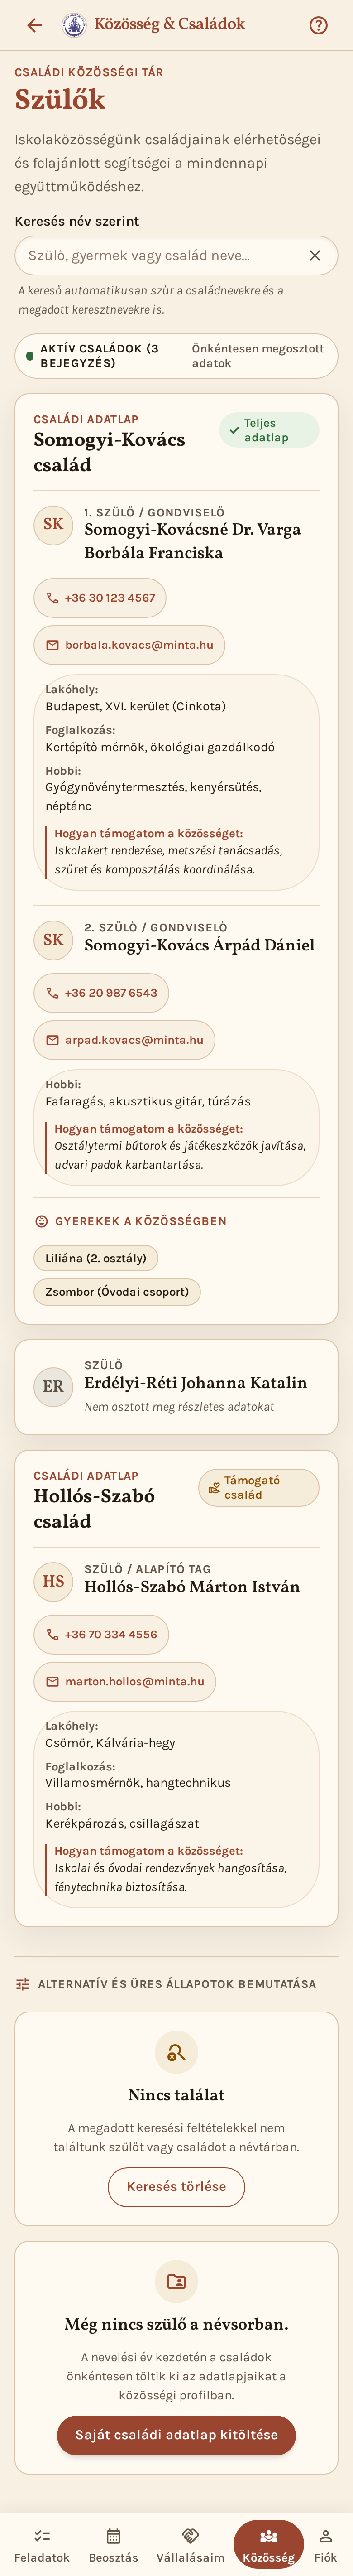 Közösség & Családok
CSALÁDI KÖZÖSSÉGI TÁR
Szülők
Iskolaközösségünk családjainak elérhetőségei
és felajánlott segítségei a mindennapi
együttműködéshez.
Keresés név szerint
Szülő, gyermek vagy család neve...
A kereső automatikusan szűr a családnevekre és a
megadott keresztnevekre is.
AKTÍV CSALÁDOK (3
BEJEGYZÉS)
Önkéntesen megosztott
adatok
CSALÁDI ADATLAP
Somogyi-Kovács
család
Teljes
adatlap
SK
1. SZÜLŐ / GONDVISELŐ
Somogyi-Kovácsné Dr. Varga
Borbála Franciska
+36 30 123 4567
borbala.kovacs@minta.hu
Lakóhely:
Budapest, XVI. kerület (Cinkota)
Foglalkozás:
Kertépítő mérnök, ökológiai gazdálkodó
Hobbi:
Gyógynövénytermesztés, kenyérsütés,
néptánc
Hogyan támogatom a közösséget:
Iskolakert rendezése, metszési tanácsadás,
szüret és komposztálás koordinálása.
SK
2. SZÜLŐ / GONDVISELŐ
Somogyi-Kovács Árpád Dániel
+36 20 987 6543
arpad.kovacs@minta.hu
Hobbi:
Fafaragás, akusztikus gitár, túrázás
Hogyan támogatom a közösséget:
Osztálytermi bútorok és játékeszközök javítása,
udvari padok karbantartása.
GYEREKEK A KÖZÖSSÉGBEN
Liliána (2. osztály)
Zsombor (Óvodai csoport)
ER
SZÜLŐ
Erdélyi-Réti Johanna Katalin
Nem osztott meg részletes adatokat
CSALÁDI ADATLAP
Hollós-Szabó
család
Támogató
család
HS
SZÜLŐ / ALAPÍTÓ TAG
Hollós-Szabó Márton István
+36 70 334 4556
marton.hollos@minta.hu
Lakóhely:
Csömör, Kálvária-hegy
Foglalkozás:
Villamosmérnök, hangtechnikus
Hobbi:
Kerékpározás, csillagászat
Hogyan támogatom a közösséget:
Iskolai és óvodai rendezvények hangosítása,
fénytechnika biztosítása.
ALTERNATÍV ÉS ÜRES ÁLLAPOTOK BEMUTATÁSA
Nincs találat
A megadott keresési feltételekkel nem
találtunk szülőt vagy családot a névtárban.
Keresés törlése
Még nincs szülő a névsorban.
A nevelési év kezdetén a családok
önkéntesen töltik ki az adatlapjaikat a
közösségi profilban.
Saját családi adatlap kitöltése
Feladatok
Beosztás
Vállalásaim
Közösség
Fiók